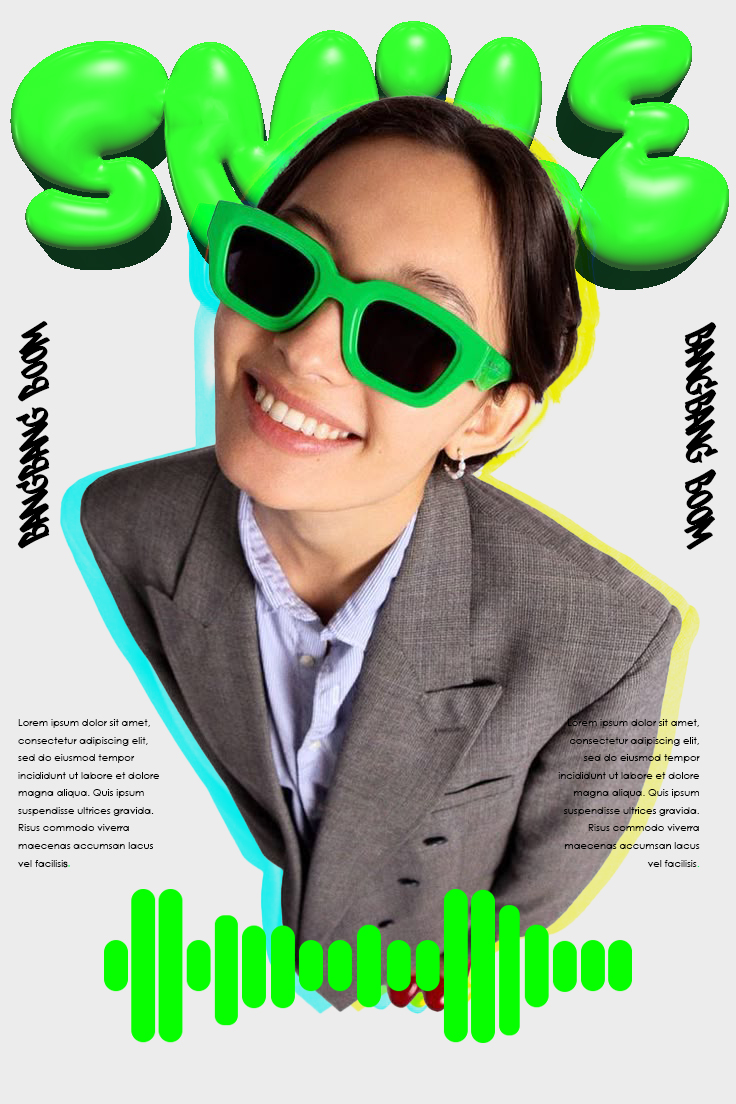 SMiLE
BANGBANG BOOM
BANGBANG BOOM
Lorem ipsum dolor sit amet,
consectetur adipiscing elit,
sed do eiusmod tempor
incididunt ut labore et dolore
magna aliqua. Quis ipsum
suspendisse ultrices gravida.
Risus commodo viverra
maecenas accumsan lacus
vel facilisis.
Lorem ipsum dolor sit amet,
consectetur adipiscing elit,
sed do eiusmod tempor
incididunt ut labore et dolore
magna aliqua. Quis ipsum
suspendisse ultrices gravida.
Risus commodo viverra
maecenas accumsan lacus
vel facilisis.